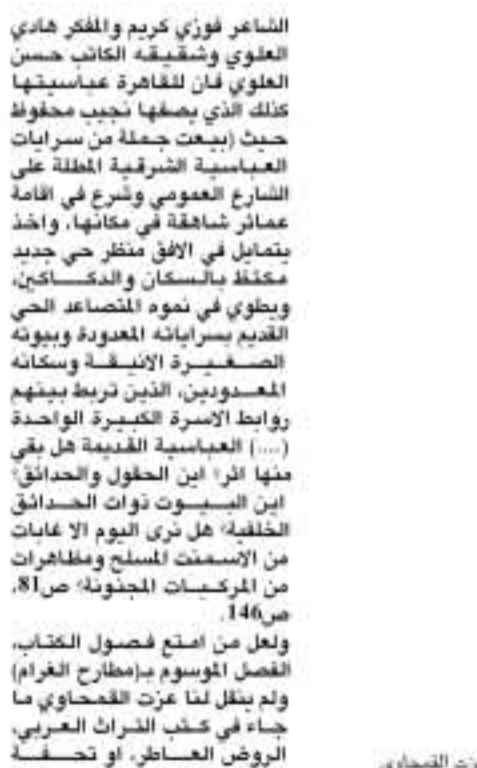 الشاعر فوزي كريم والمفكر هادي
العلوي وشقيقه الكاتب حسن
العلوي فان للقاهرة عباسيتها
كذلك الذي يصفها نجيب محفوظ
حيث (بيعت جملة من سرايات
العباسية الشرقية المطلة على
الشارع العمومي وشرع في اقامة
عمائر شاهقة في مكانها، واخذ
يتمايل في الافق منظر حي جديد
مكتظ بالسكان والدكاكين،
ويطوي في نموه المتصاعد الحي
القديم بسراياته المعدودة وبيوته
الصغيرة الانيقة وسكانه
المعدودين، الذين تربط بينهم
روابط الاسرة الكبيرة الواحدة
(....) العباسية القديمة هل بقي
منها اثر؟ اين الحقول والحدائق؟
اين البيوت ذوات الحدائق
الخلفية؟ هل نرى اليوم الا غابات
من الاسمنت المسلح ومظاهرات
من المركبات المجنونة؟ ص81،
ص146.
ولعل من امتع فصول الكتاب،
الفصل الموسوم بـ(مطارح الغرام)
ولم ينقل لنا عزت القمحاوي ما
جاء في كتب التراث العربي،
الروض العاطر، او تحفة
عزت القمحاوي